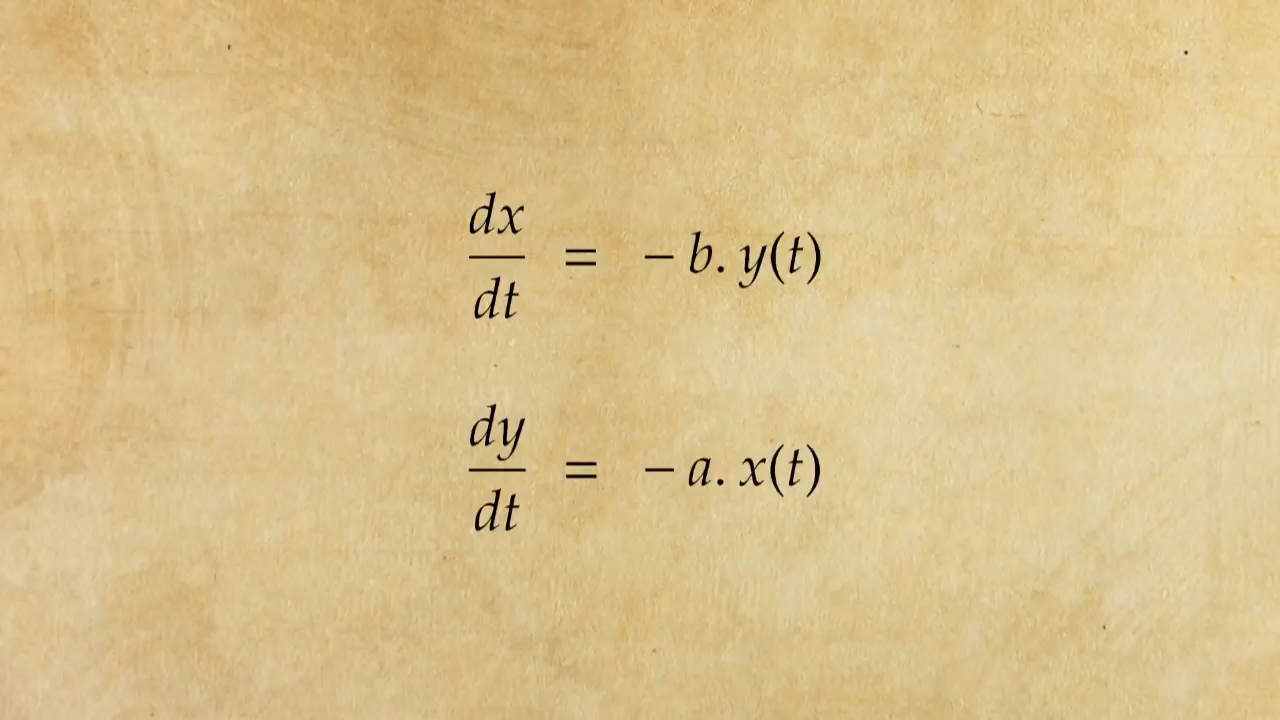 dx/dt = − b. y(t)
dy/dt = − a. x(t)